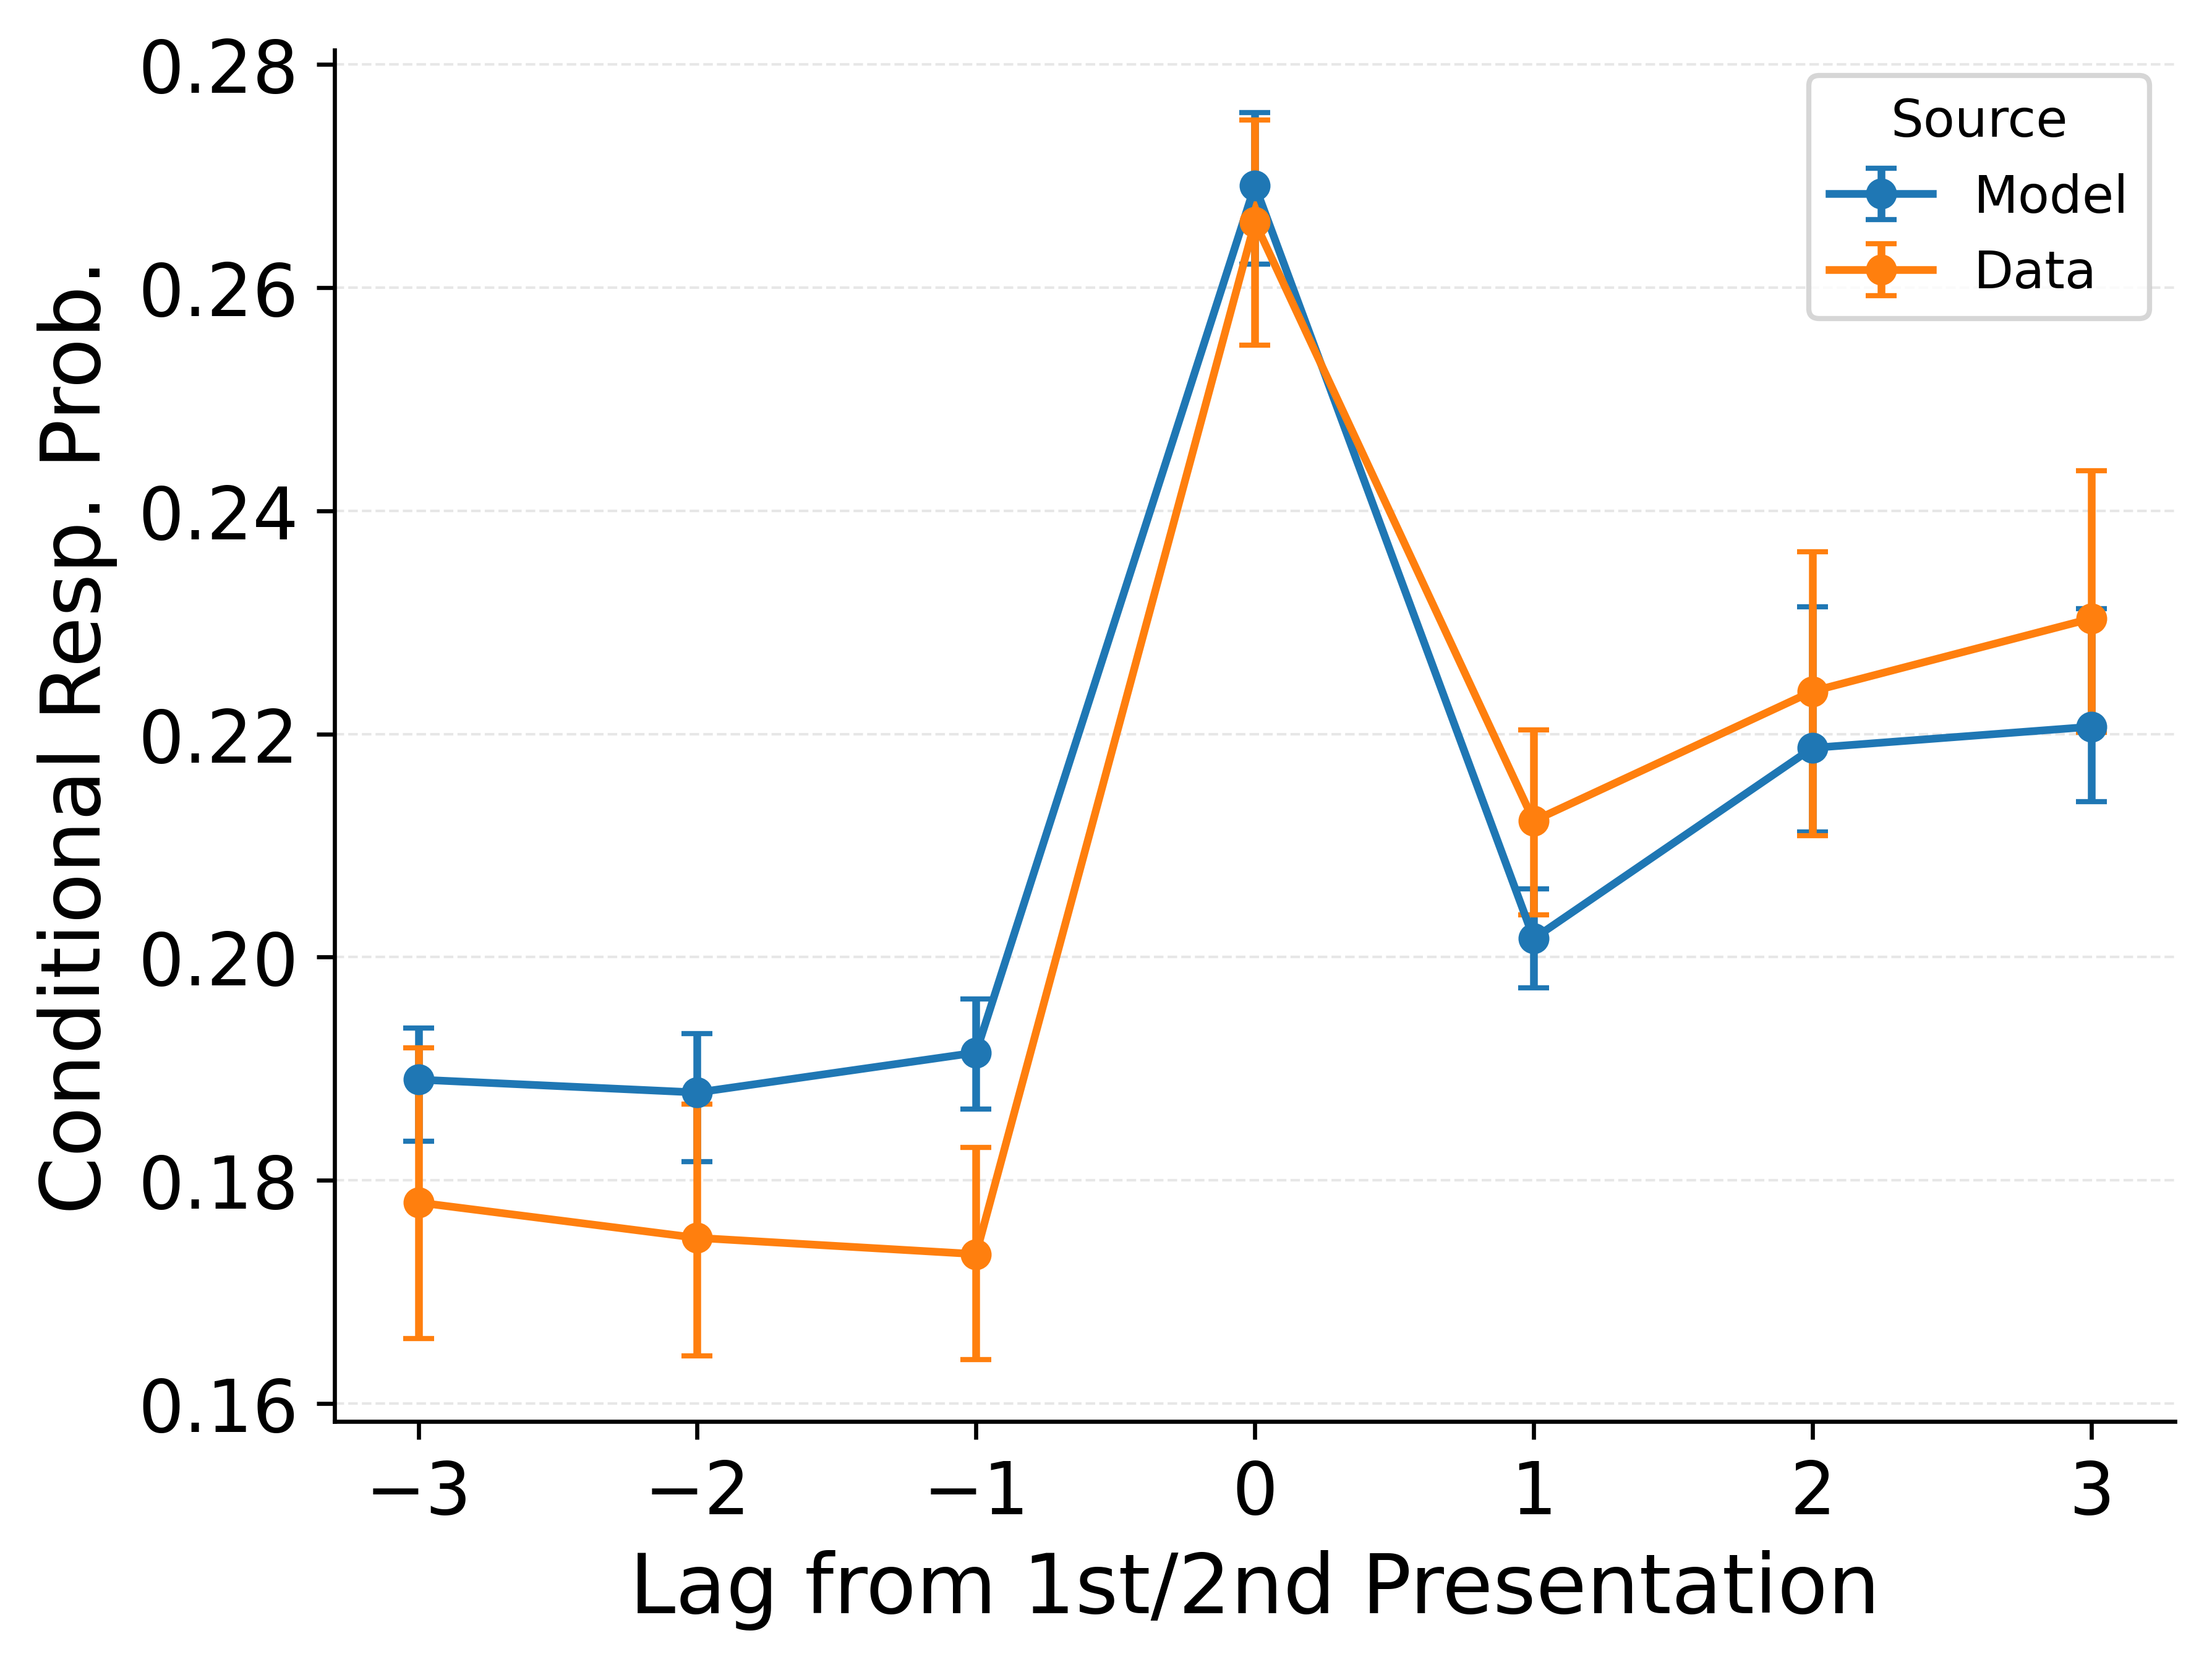 0.28
0.26
0.24
0.22
0.20
0.18
0.16
Conditional Resp. Prob.
Source
Model
Data
−3 −2 −1 0 1 2 3
Lag from 1st/2nd Presentation